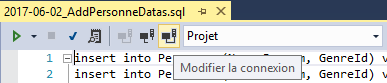 2017-06-02_AddPersonneDatas.sql
Projet
insert into Pe
, GenreId) v
Modifier la connexion
insert into Pe
, GenreId) v